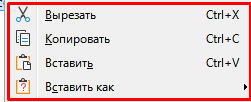 Вырезать Ctrl+X
Копировать Ctrl+C
Вставить Ctrl+V
Вставить как